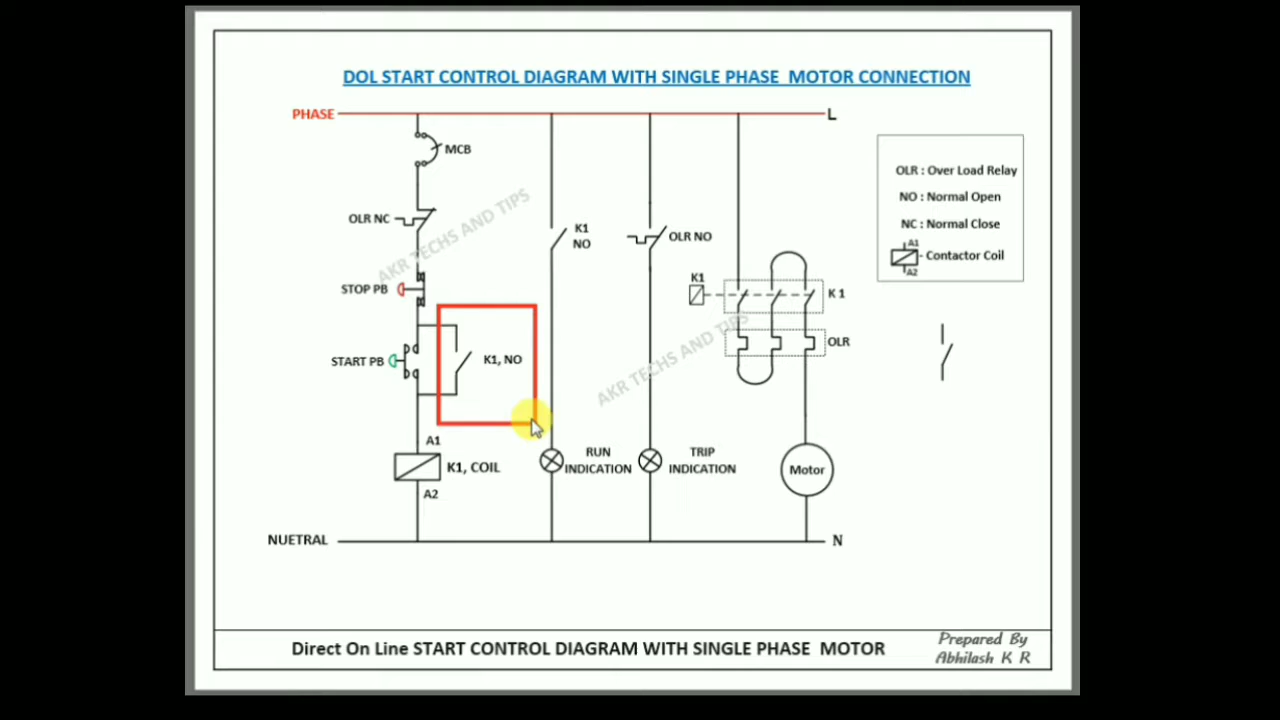 DOL START CONTROL DIAGRAM WITH SINGLE PHASE MOTOR CONNECTION
PHASE
L
MCB
OLR : Over Load Relay
NO : Normal Open
NC : Normal Close
A1
- Contactor Coil
A2
OLR NC
K1
NO
OLR NO
AKR TECHS AND TIPS
STOP PB
K1
K 1
START PB
K1, NO
OLR
AKR TECHS AND TIPS
A1
K1, COIL
A2
RUN
INDICATION
TRIP
INDICATION
Motor
NUETRAL
N
Direct On Line START CONTROL DIAGRAM WITH SINGLE PHASE MOTOR
Prepared By
Abhilash K R